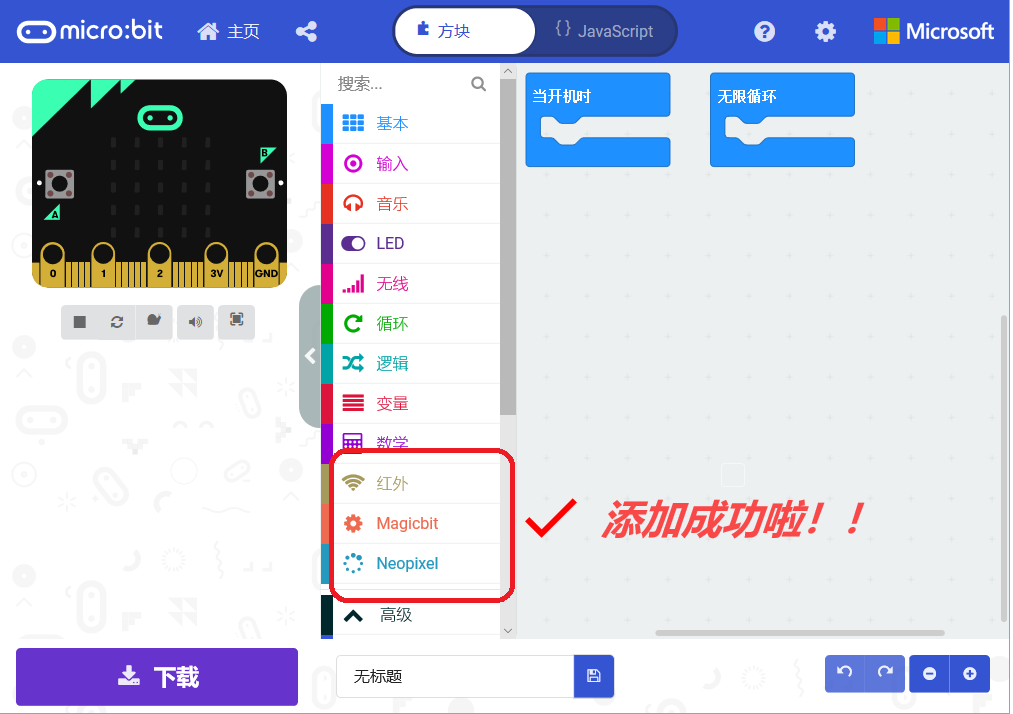 micro:bit
主页
方块
{} JavaScript
?
Microsoft
搜索...
基本
输入
音乐
LED
无线
循环
逻辑
变量
数学
红外
Magicbit
Neopixel
高级
当开机时
无限循环
B
A
0 1 2 3V GND
添加成功啦！！
下载
无标题